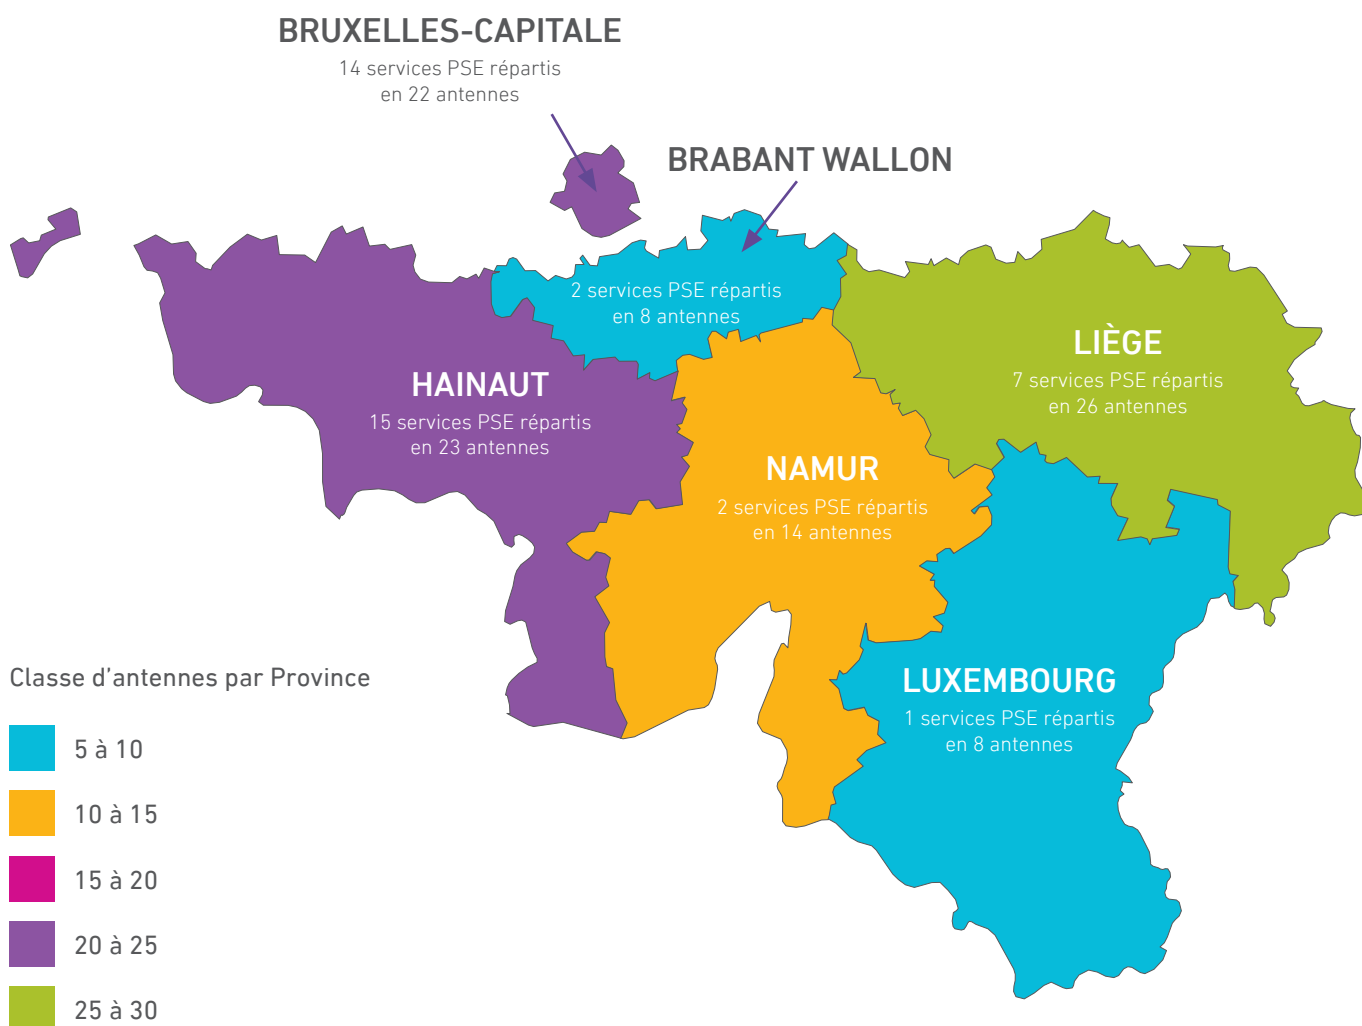 BRUXELLES-CAPITALE
14 services PSE répartis
en 22 antennes
BRABANT WALLON
2 services PSE répartis
en 8 antennes
LIÈGE
7 services PSE répartis
en 26 antennes
HAINAUT
15 services PSE répartis
en 23 antennes
NAMUR
2 services PSE répartis
en 14 antennes
LUXEMBOURG
1 services PSE répartis
en 8 antennes
Classe d'antennes par Province
5 à 10
10 à 15
15 à 20
20 à 25
25 à 30